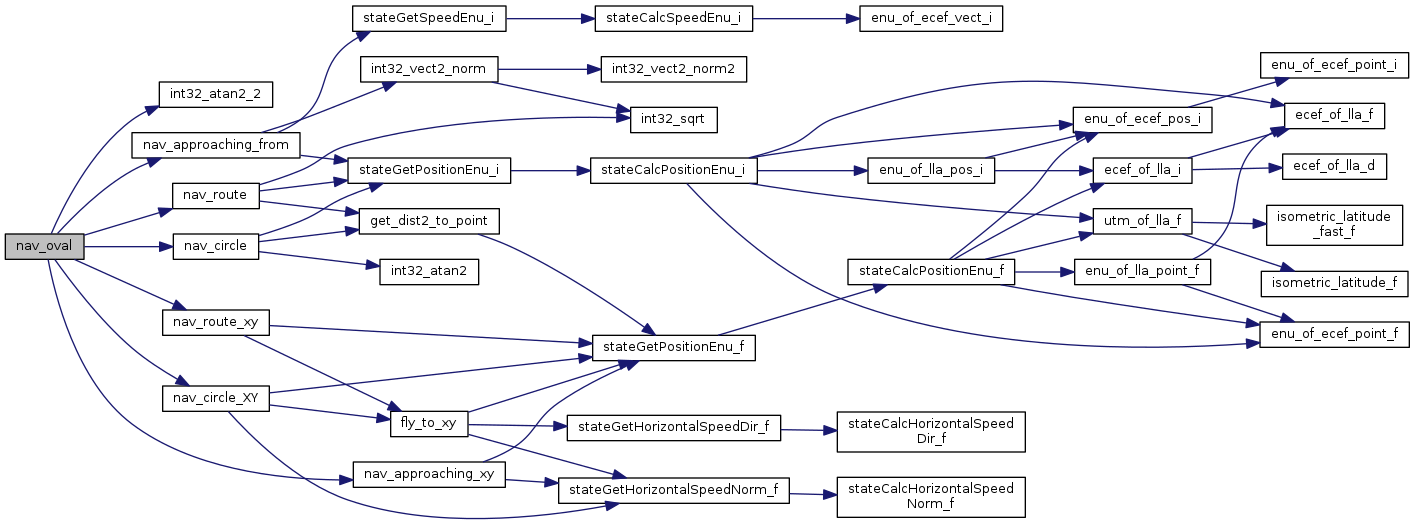 stateGetSpeedEnu_i
stateCalcSpeedEnu_i
enu_of_ecef_vect_i
int32_vect2_norm
int32_vect2_norm2
enu_of_ecef_point_i
int32_atan2_2
int32_sqrt
enu_of_ecef_pos_i
ecef_of_lla_f
nav_approaching_from
stateGetPositionEnu_i
stateCalcPositionEnu_i
enu_of_lla_pos_i
ecef_of_lla_i
ecef_of_lla_d
nav_route
get_dist2_to_point
utm_of_lla_f
isometric_latitude
_fast_f
nav_oval
nav_circle
int32_atan2
stateCalcPositionEnu_f
enu_of_lla_point_f
isometric_latitude_f
nav_route_xy
stateGetPositionEnu_f
enu_of_ecef_point_f
nav_circle_XY
fly_to_xy
stateGetHorizontalSpeedDir_f
stateCalcHorizontalSpeed
Dir_f
nav_approaching_xy
stateGetHorizontalSpeedNorm_f
stateCalcHorizontalSpeed
Norm_f